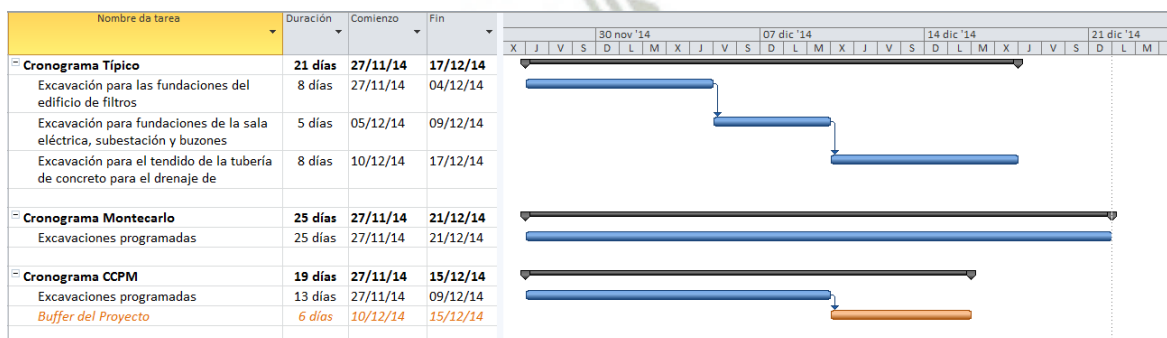 Nombre da tarea Duración Comienzo Fin
30 nov '14 07 dic '14 14 dic '14 21 dic '14
X J V S D L M X J V S D L M X J V S D L M X J V S D L M
Cronograma Típico 21 días 27/11/14 17/12/14
Excavación para las fundaciones del 8 días 27/11/14 04/12/14
edificio de filtros
Excavación para fundaciones de la sala 5 días 05/12/14 09/12/14
eléctrica, subestación y buzones
Excavación para el tendido de la tubería 8 días 10/12/14 17/12/14
de concreto para el drenaje de
Cronograma Montecarlo 25 días 27/11/14 21/12/14
Excavaciones programadas 25 días 27/11/14 21/12/14
Cronograma CCPM 19 días 27/11/14 15/12/14
Excavaciones programadas 13 días 27/11/14 09/12/14
Buffer del Proyecto 6 días 10/12/14 15/12/14